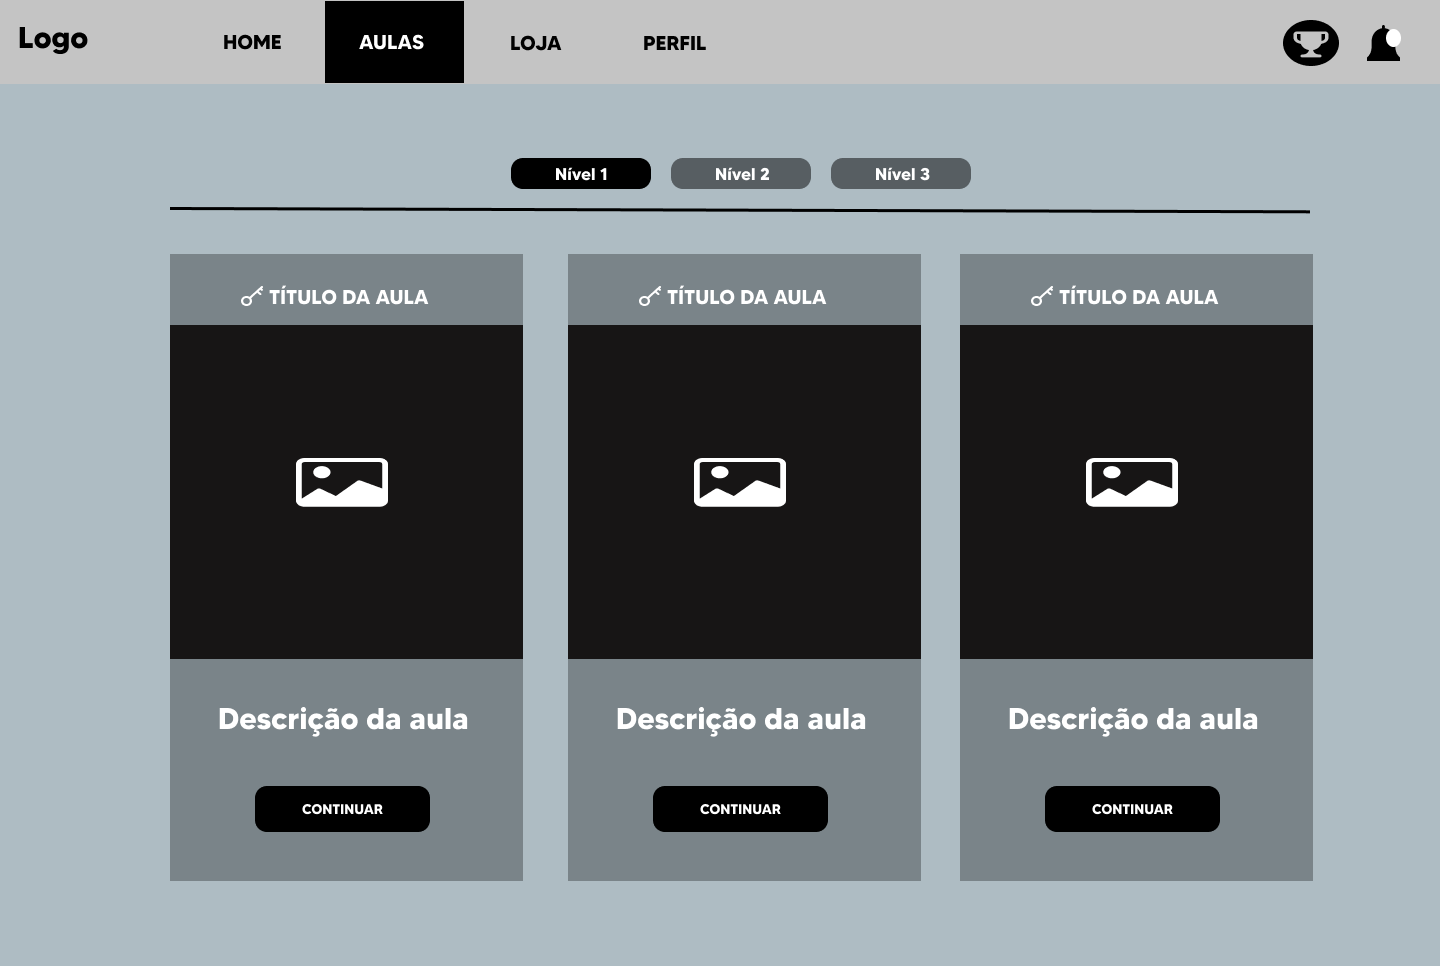 Logo
HOME
AULAS
LOJA
PERFIL
Nível 1
Nível 2
Nível 3
TÍTULO DA AULA
TÍTULO DA AULA
TÍTULO DA AULA
Descrição da aula
Descrição da aula
Descrição da aula
CONTINUAR
CONTINUAR
CONTINUAR